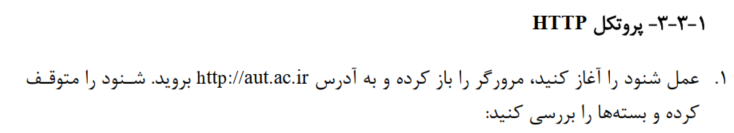 ۱-۳-۳- پروتکل HTTP
۱. عمل شنود را آغاز کنید، مرورگر را باز کرده و به آدرس http://aut.ac.ir بروید. شنود را متوقف
کرده و بسته‌ها را بررسی کنید: